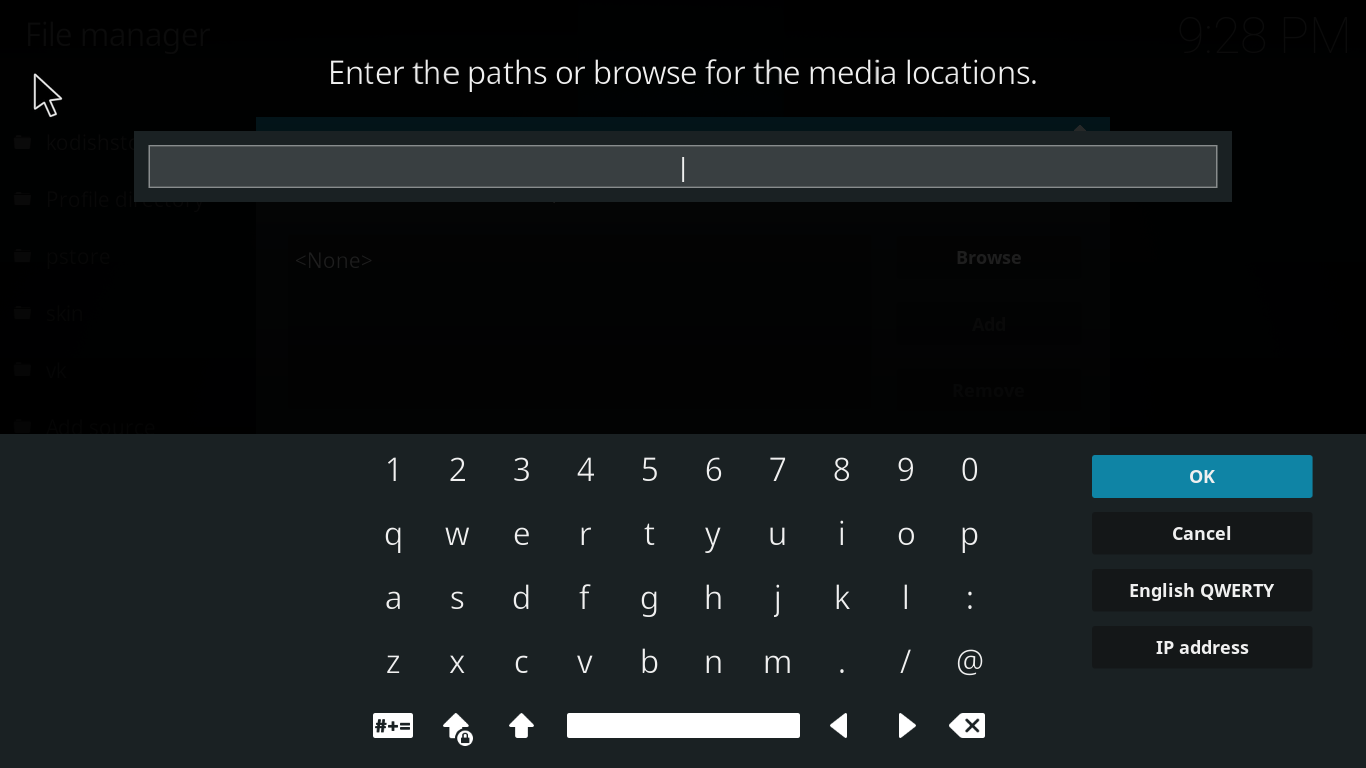 File manager
9:28 PM
Enter the paths or browse for the media locations.
Profile directory
pstore
skin
vk
Add source
<None>
Browse
Add
Remove
1 2 3 4 5 6 7 8 9 0
q w e r t y u i o p
a s d f g h j k l :
z x c v b n m . / @
#+=
OK
Cancel
English QWERTY
IP address